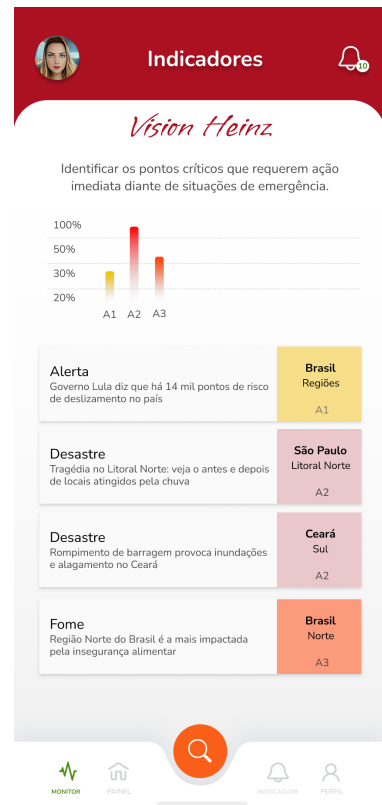 Indicadores
10
Vision Heinz
Identificar os pontos críticos que requerem ação
imediata diante de situações de emergência.
100%
50%
30%
20%
A1 A2 A3
Alerta
Governo Lula diz que há 14 mil pontos de risco
de deslizamento no país
Brasil
Regiões
A1
Desastre
Tragédia no Litoral Norte: veja o antes e depois
de locais atingidos pela chuva
São Paulo
Litoral Norte
A2
Desastre
Rompimento de barragem provoca inundações
e alagamento no Ceará
Ceará
Sul
A2
Fome
Região Norte do Brasil é a mais impactada
pela insegurança alimentar
Brasil
Norte
A3
MONITOR PAINEL INDICADOR PERFIL